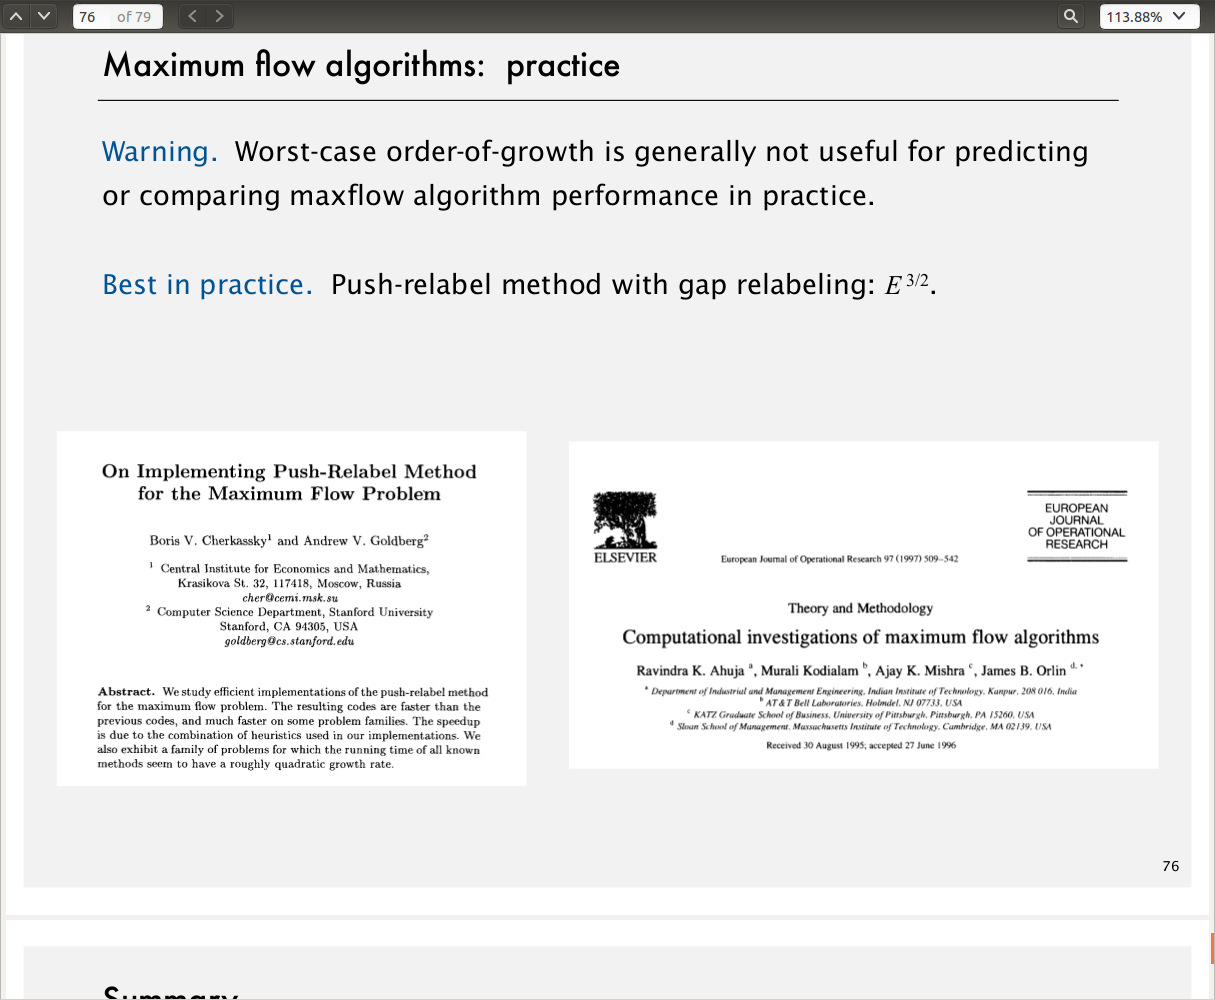 76 of 79
113.88%
Maximum flow algorithms: practice
Warning. Worst-case order-of-growth is generally not useful for predicting
or comparing maxflow algorithm performance in practice.
Best in practice. Push-relabel method with gap relabeling: E 3/2.
On Implementing Push-Relabel Method
for the Maximum Flow Problem
Boris V. Cherkassky1 and Andrew V. Goldberg2
1 Central Institute for Economics and Mathematics,
Krasikova St. 32, 117418, Moscow, Russia
cher@cemi.msk.su
2 Computer Science Department, Stanford University
Stanford, CA 94305, USA
goldberg@cs.stanford.edu
Abstract. We study efficient implementations of the push-relabel method
for the maximum flow problem. The resulting codes are faster than the
previous codes, and much faster on some problem families. The speedup
is due to the combination of heuristics used in our implementations. We
also exhibit a family of problems for which the running time of all known
methods seem to have a roughly quadratic growth rate.
ELSEVIER
European Journal of Operational Research 97 (1997) 509-542
EUROPEAN
JOURNAL
OF OPERATIONAL
RESEARCH
Theory and Methodology
Computational investigations of maximum flow algorithms
Ravindra K. Ahuja a, Murali Kodialam b, Ajay K. Mishra c, James B. Orlin d,*
a Department of Industrial and Management Engineering, Indian Institute of Technology, Kanpur, 208 016, India
b AT & T Bell Laboratories, Holmdel, NJ 07733, USA
c KATZ Graduate School of Business, University of Pittsburgh, Pittsburgh, PA 15260, USA
d Sloan School of Management, Massachusetts Institute of Technology, Cambridge, MA 02139, USA
Received 30 August 1995; accepted 27 June 1996
76
Summary